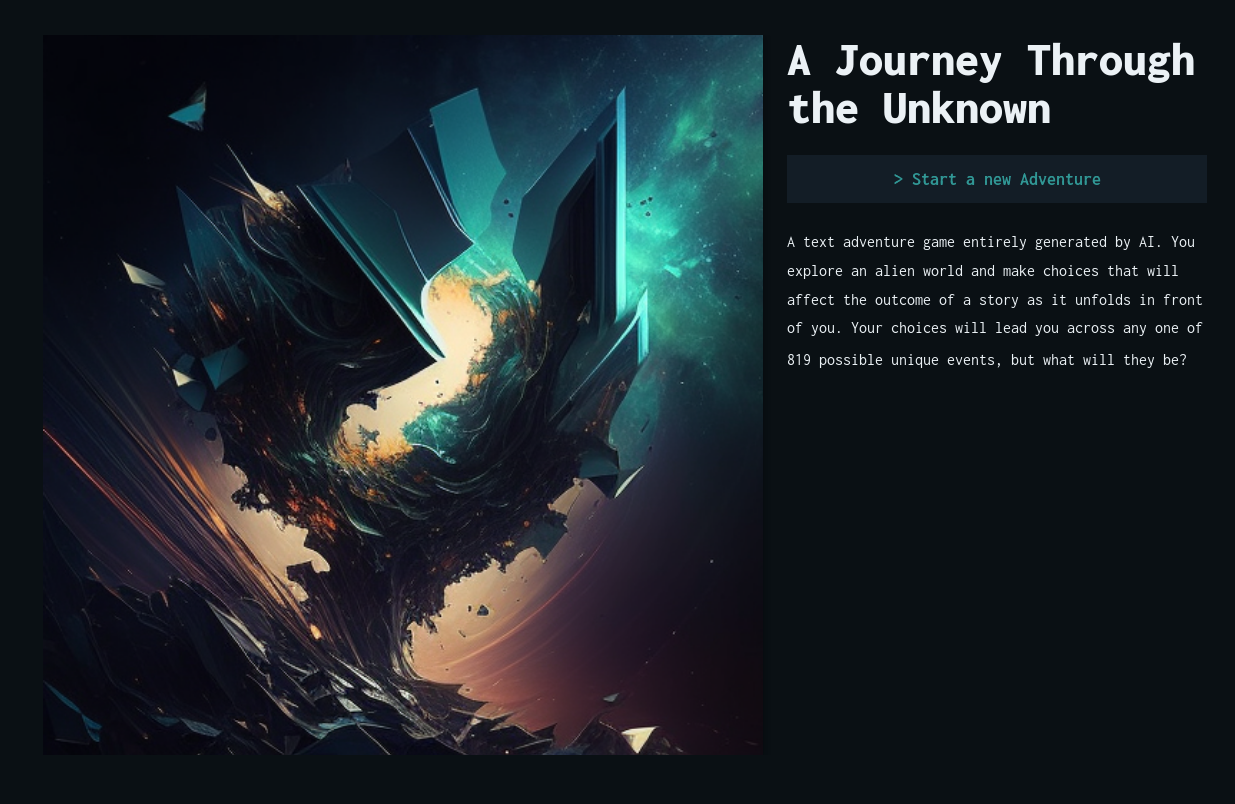 A Journey Through
the Unknown
> Start a new Adventure
A text adventure game entirely generated by AI. You
explore an alien world and make choices that will
affect the outcome of a story as it unfolds in front
of you. Your choices will lead you across any one of
819 possible unique events, but what will they be?